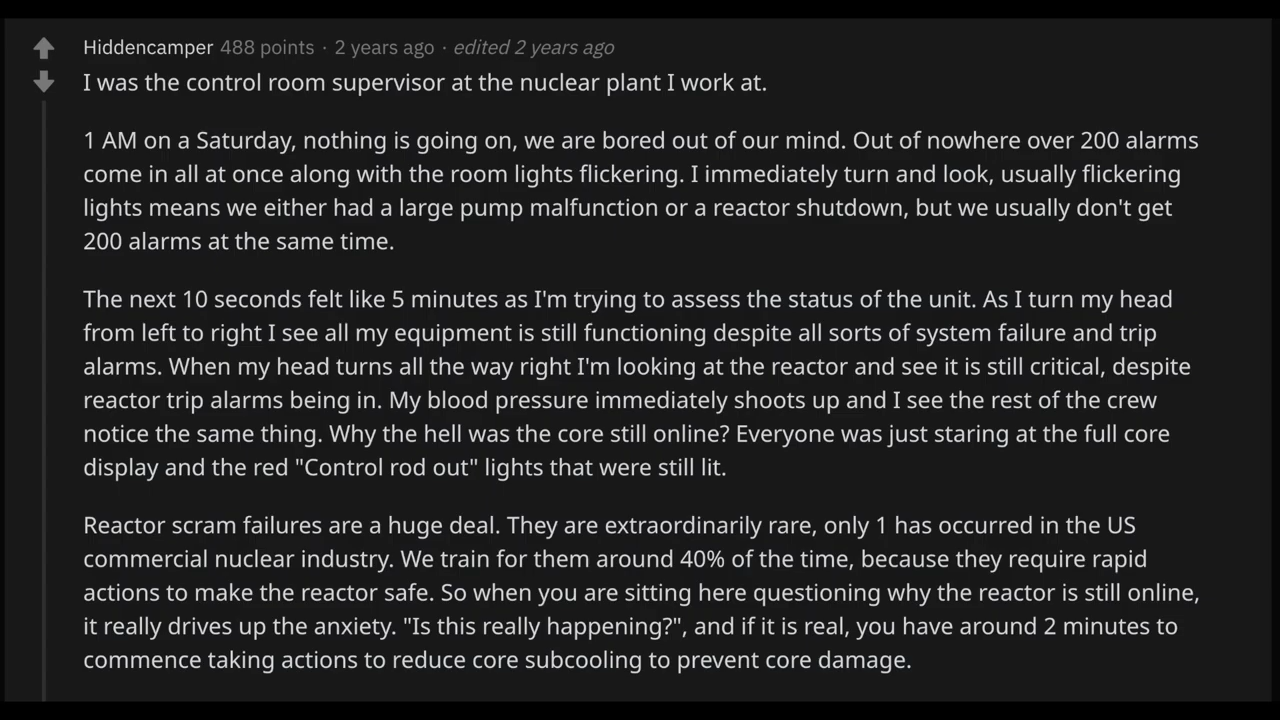 Hiddencamper 488 points · 2 years ago · edited 2 years ago
I was the control room supervisor at the nuclear plant I work at.
1 AM on a Saturday, nothing is going on, we are bored out of our mind. Out of nowhere over 200 alarms
come in all at once along with the room lights flickering. I immediately turn and look, usually flickering
lights means we either had a large pump malfunction or a reactor shutdown, but we usually don't get
200 alarms at the same time.
The next 10 seconds felt like 5 minutes as I'm trying to assess the status of the unit. As I turn my head
from left to right I see all my equipment is still functioning despite all sorts of system failure and trip
alarms. When my head turns all the way right I'm looking at the reactor and see it is still critical, despite
reactor trip alarms being in. My blood pressure immediately shoots up and I see the rest of the crew
notice the same thing. Why the hell was the core still online? Everyone was just staring at the full core
display and the red "Control rod out" lights that were still lit.
Reactor scram failures are a huge deal. They are extraordinarily rare, only 1 has occurred in the US
commercial nuclear industry. We train for them around 40% of the time, because they require rapid
actions to make the reactor safe. So when you are sitting here questioning why the reactor is still online,
it really drives up the anxiety. "Is this really happening?", and if it is real, you have around 2 minutes to
commence taking actions to reduce core subcooling to prevent core damage.